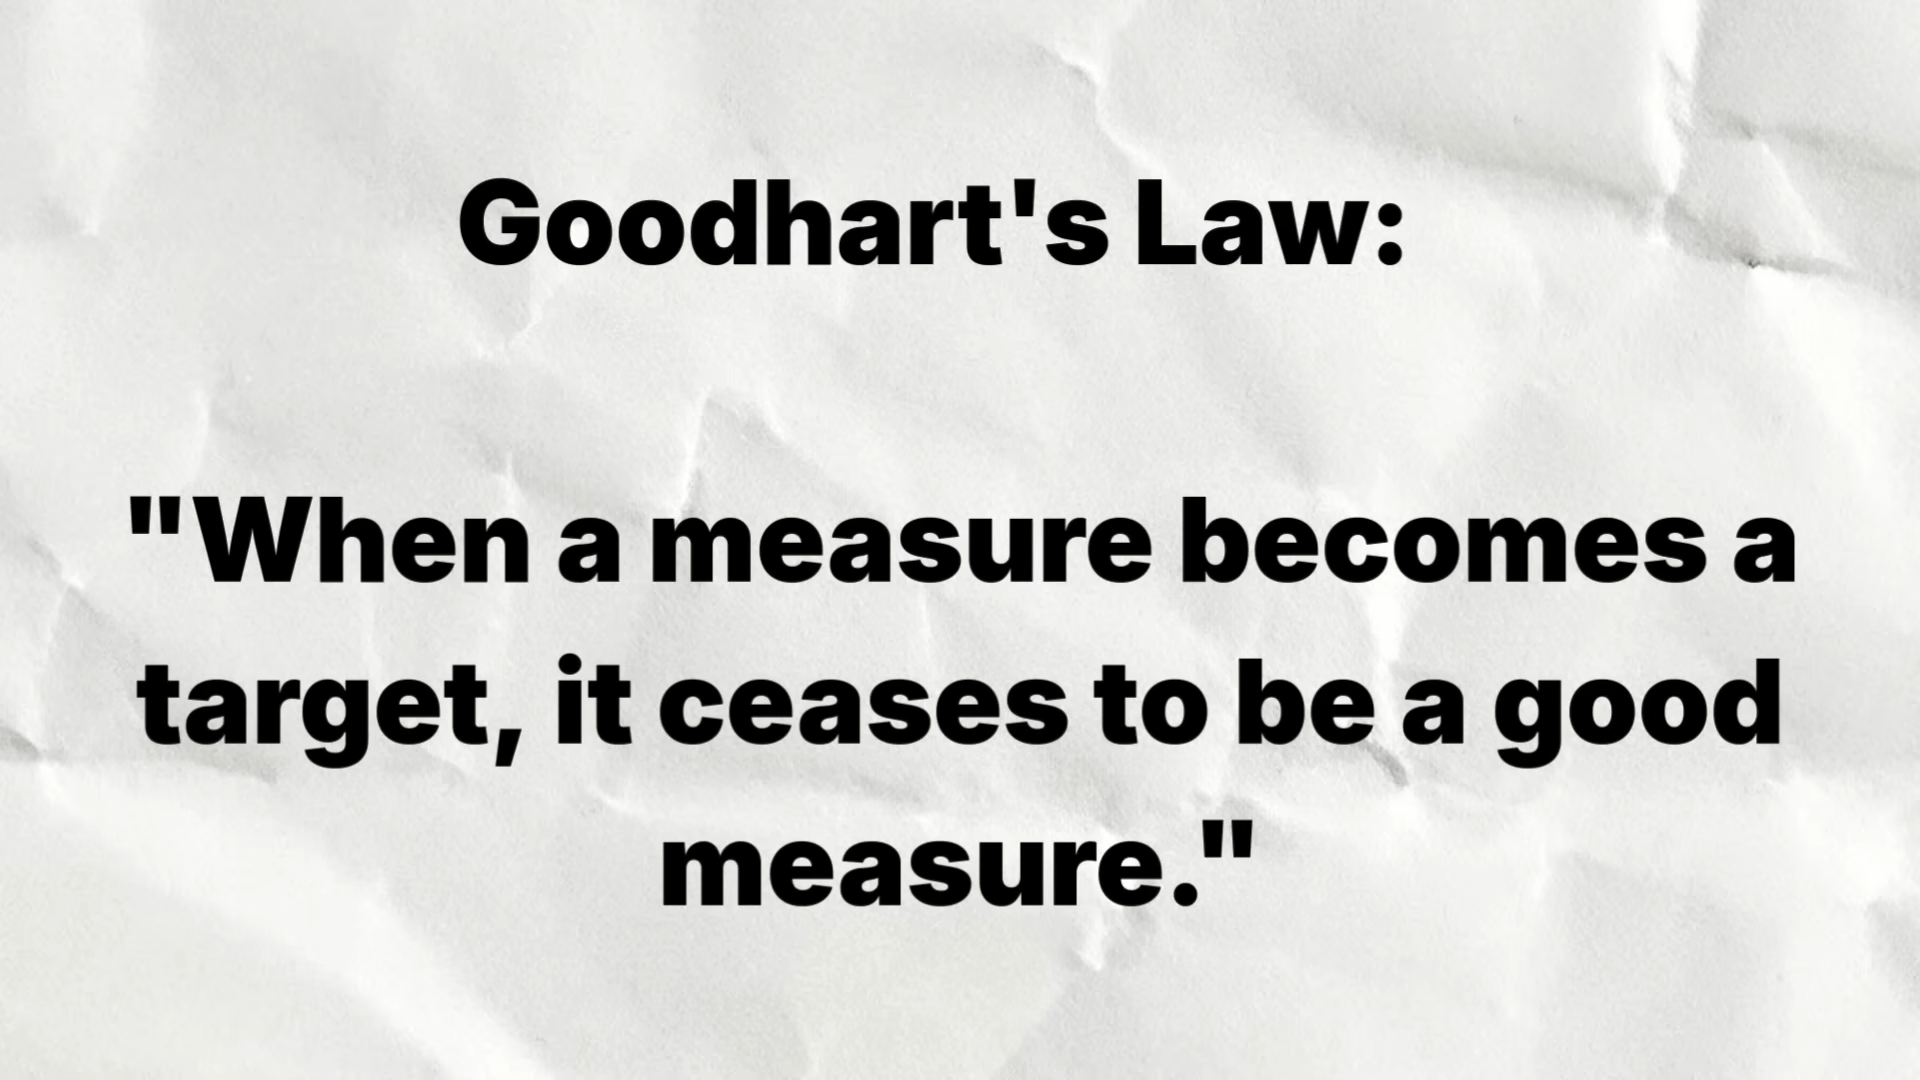 Goodhart's Law:
"When a measure becomes a
target, it ceases to be a good
measure."